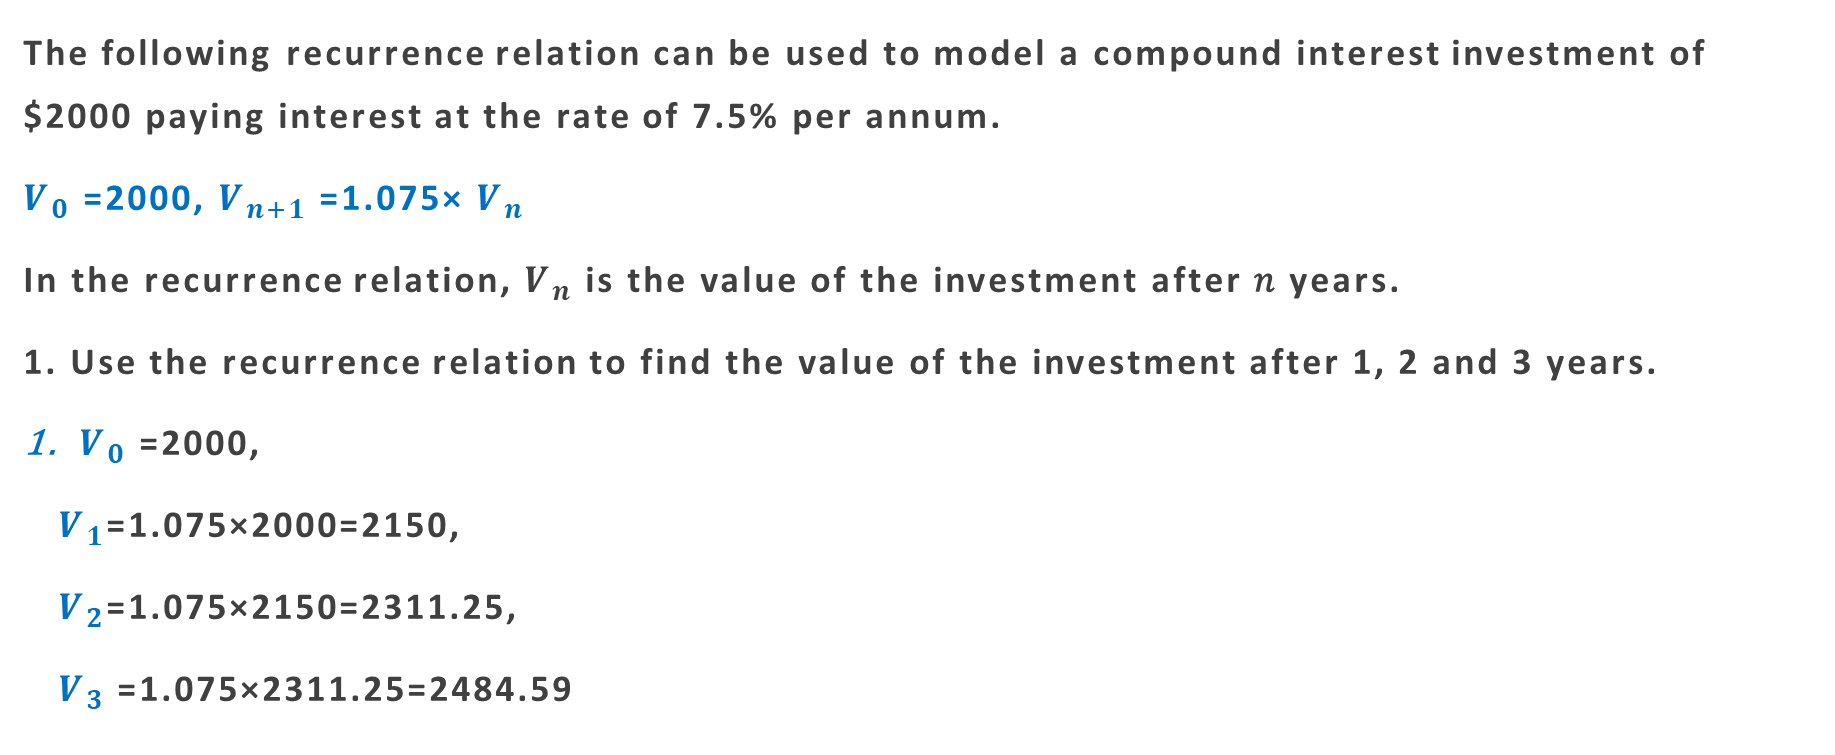 The following recurrence relation can be used to model a compound interest investment of
$2000 paying interest at the rate of 7.5% per annum.
V₀ =2000, Vₙ₊₁ =1.075× Vₙ
In the recurrence relation, Vₙ is the value of the investment after n years.
1. Use the recurrence relation to find the value of the investment after 1, 2 and 3 years.
1. V₀ =2000,
V₁=1.075×2000=2150,
V₂=1.075×2150=2311.25,
V₃ =1.075×2311.25=2484.59